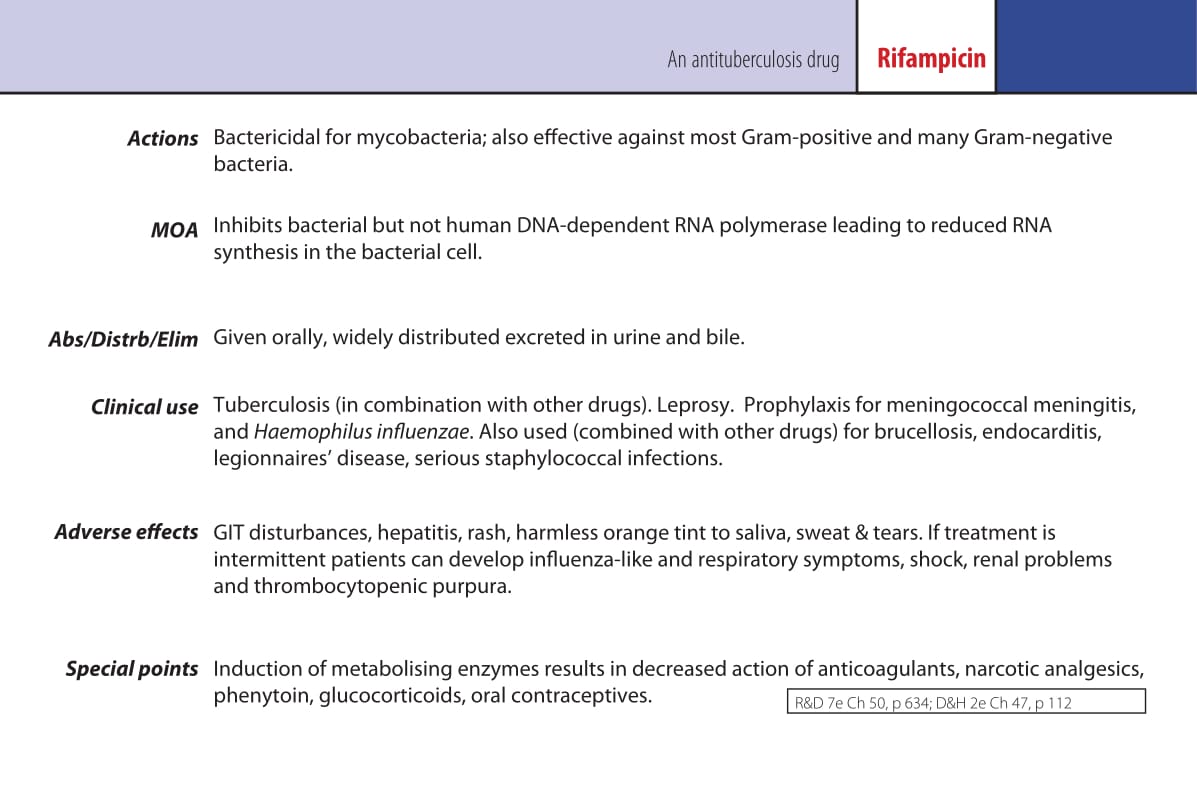 An antituberculosis drug Rifampicin
Actions Bactericidal for mycobacteria; also effective against most Gram-positive and many Gram-negative
bacteria.
MOA Inhibits bacterial but not human DNA-dependent RNA polymerase leading to reduced RNA
synthesis in the bacterial cell.
Abs/Distrb/Elim Given orally, widely distributed excreted in urine and bile.
Clinical use Tuberculosis (in combination with other drugs). Leprosy. Prophylaxis for meningococcal meningitis,
and Haemophilus influenzae. Also used (combined with other drugs) for brucellosis, endocarditis,
legionnaires’ disease, serious staphylococcal infections.
Adverse effects GIT disturbances, hepatitis, rash, harmless orange tint to saliva, sweat & tears. If treatment is
intermittent patients can develop influenza-like and respiratory symptoms, shock, renal problems
and thrombocytopenic purpura.
Special points Induction of metabolising enzymes results in decreased action of anticoagulants, narcotic analgesics,
phenytoin, glucocorticoids, oral contraceptives.
R&D 7e Ch 50, p 634; D&H 2e Ch 47, p 112